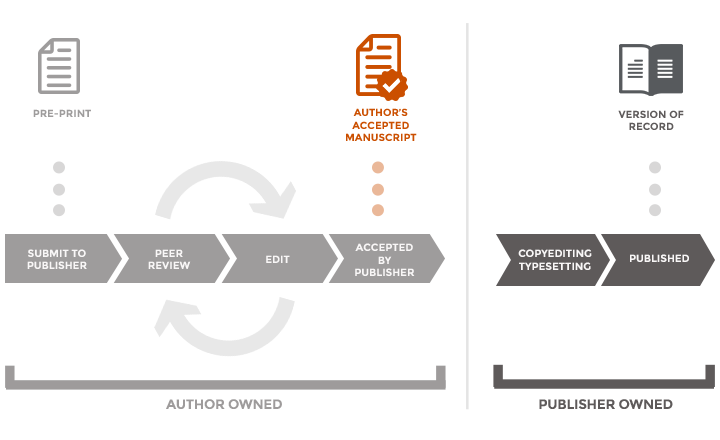 PRE-PRINT
AUTHOR'S
ACCEPTED
MANUSCRIPT
VERSION OF
RECORD
SUBMIT TO
PUBLISHER
PEER
REVIEW
EDIT
ACCEPTED
BY
PUBLISHER
COPYEDITING
TYPESETTING
PUBLISHED
AUTHOR OWNED
PUBLISHER OWNED